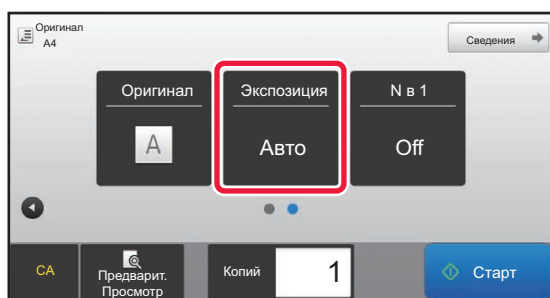 Оригинал
A4
Сведения
Оригинал
Экспозиция
N в 1
A
Авто
Off
CA
Предварит.
Просмотр
Копий
1
Старт